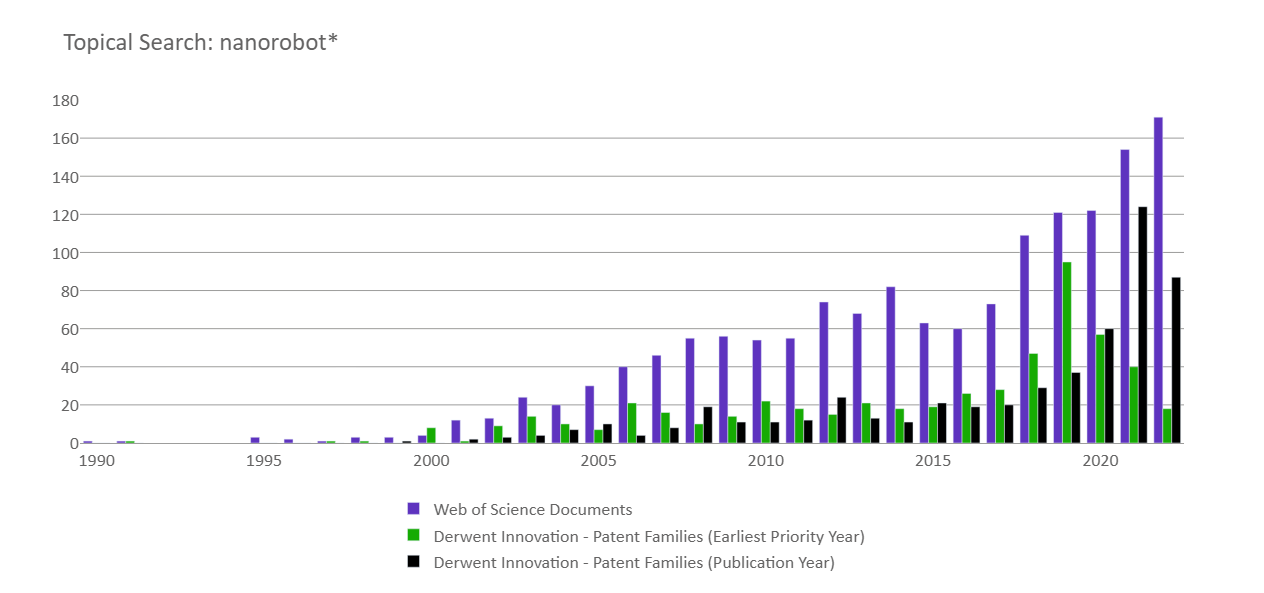 Topical Search: nanorobot*
180
160
140
120
100
80
60
40
20
0
1990 1995 2000 2005 2010 2015 2020
Web of Science Documents
Derwent Innovation - Patent Families (Earliest Priority Year)
Derwent Innovation - Patent Families (Publication Year)